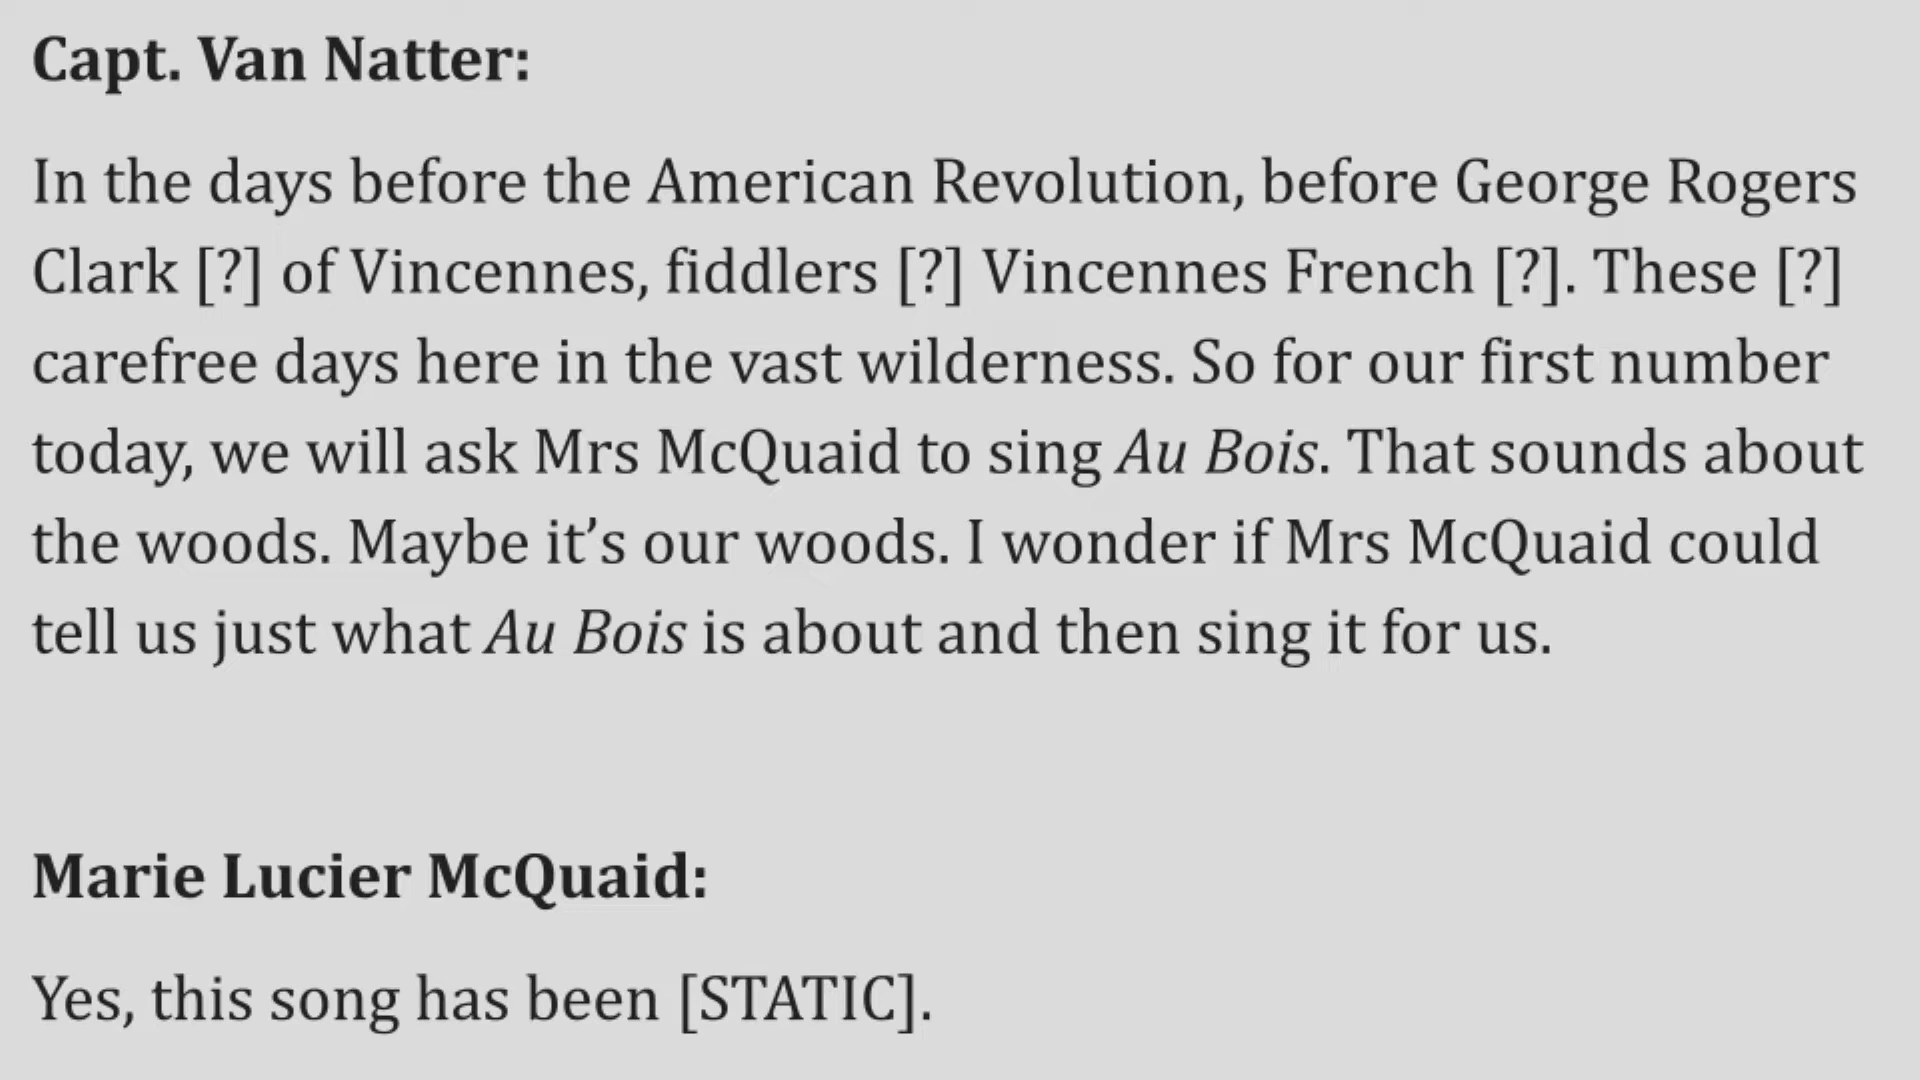 Capt. Van Natter:
In the days before the American Revolution, before George Rogers
Clark [?] of Vincennes, fiddlers [?] Vincennes French [?]. These [?]
carefree days here in the vast wilderness. So for our first number
today, we will ask Mrs McQuaid to sing Au Bois. That sounds about
the woods. Maybe it’s our woods. I wonder if Mrs McQuaid could
tell us just what Au Bois is about and then sing it for us.
Marie Lucier McQuaid:
Yes, this song has been [STATIC].